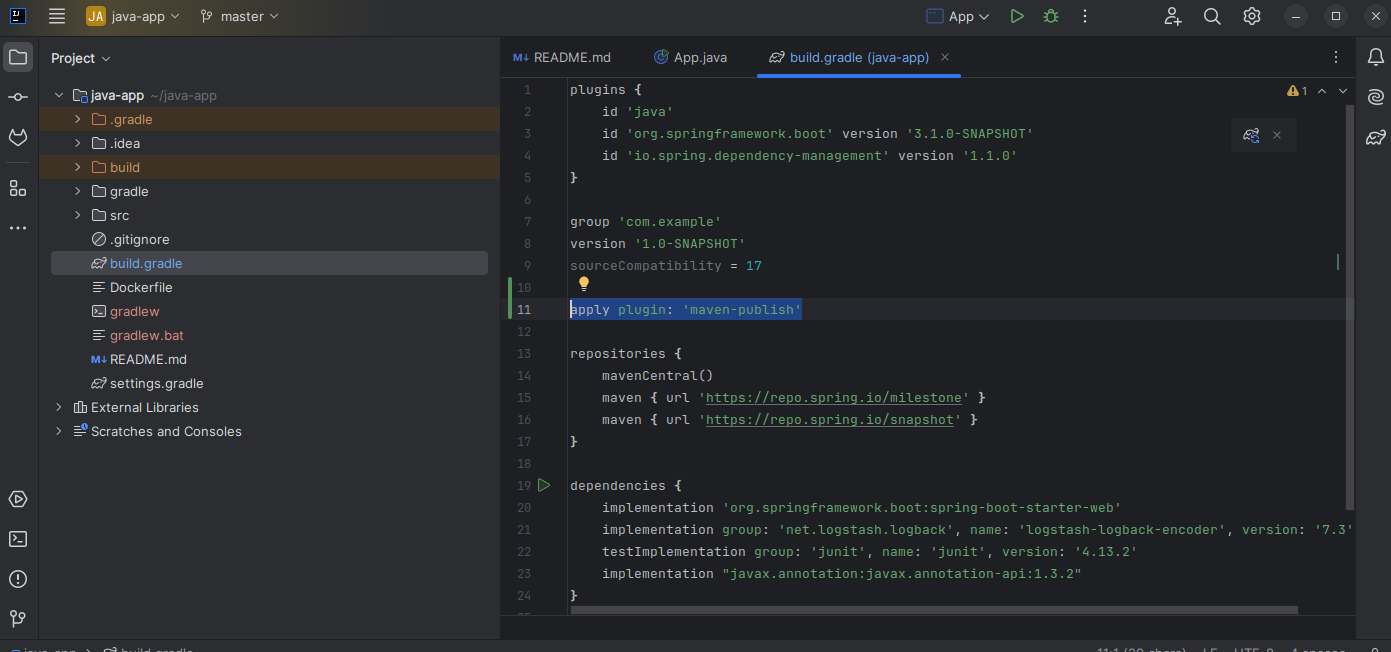 JA java-app master App
Project
README.md
App.java
build.gradle (java-app)
java-app ~/java-app
.gradle
.idea
build
gradle
src
.gitignore
build.gradle
Dockerfile
gradlew
gradlew.bat
M↓ README.md
settings.gradle
External Libraries
Scratches and Consoles
1 plugins {
2 id 'java'
3 id 'org.springframework.boot' version '3.1.0-SNAPSHOT'
4 id 'io.spring.dependency-management' version '1.1.0'
5 }
6
7 group 'com.example'
8 version '1.0-SNAPSHOT'
9 sourceCompatibility = 17
10
11 apply plugin: 'maven-publish'
12
13 repositories {
14 mavenCentral()
15 maven { url 'https://repo.spring.io/milestone' }
16 maven { url 'https://repo.spring.io/snapshot' }
17 }
18
19 dependencies {
20 implementation 'org.springframework.boot:spring-boot-starter-web'
21 implementation group: 'net.logstash.logback', name: 'logstash-logback-encoder', version: '7.3'
22 testImplementation group: 'junit', name: 'junit', version: '4.13.2'
23 implementation "javax.annotation:javax.annotation-api:1.3.2"
24 }
1
java-app
build.gradle